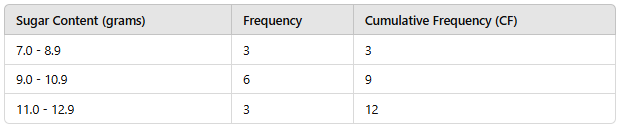 Sugar Content (grams) Frequency Cumulative Frequency (CF)
7.0 - 8.9 3 3
9.0 - 10.9 6 9
11.0 - 12.9 3 12